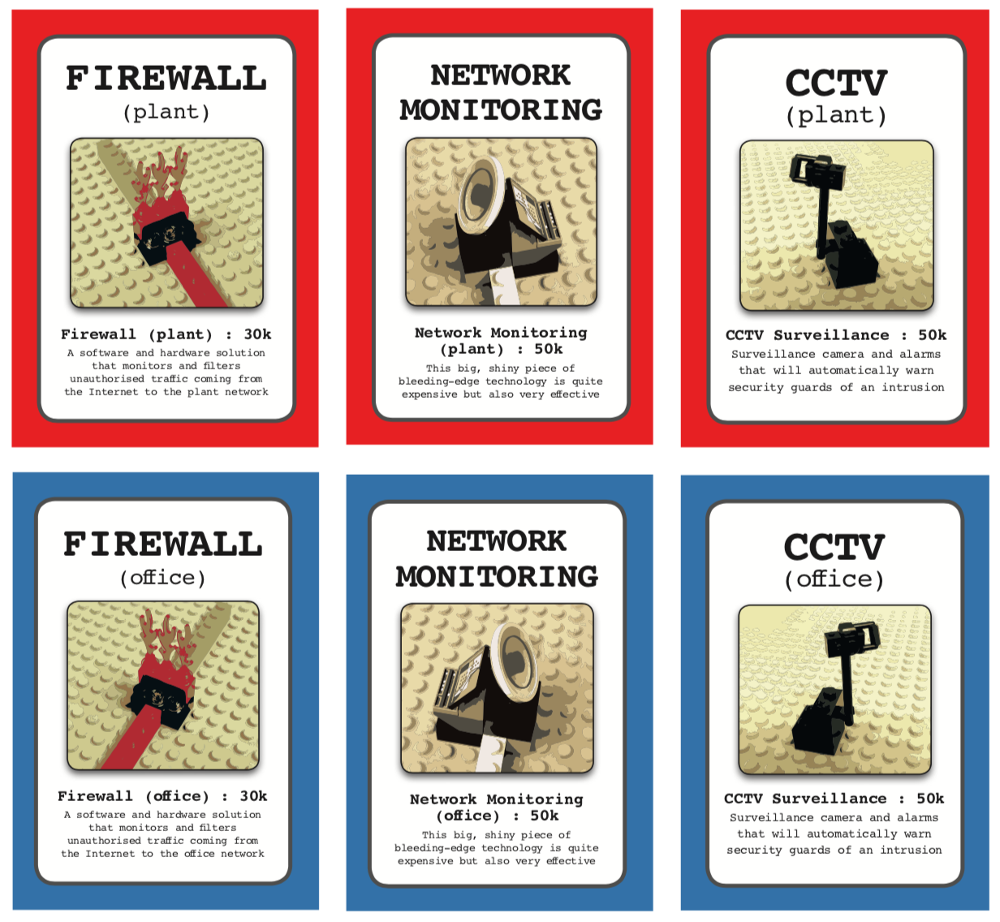 FIREWALL
(plant)
Firewall (plant) : 30k
A software and hardware solution
that monitors and filters
unauthorised traffic coming from
the Internet to the plant network
NETWORK
MONITORING
Network Monitoring
(plant) : 50k
This big, shiny piece of
bleeding-edge technology is quite
expensive but also very effective
CCTV
(plant)
CCTV Surveillance : 50k
Surveillance camera and alarms
that will automatically warn
security guards of an intrusion
FIREWALL
(office)
Firewall (office) : 30k
A software and hardware solution
that monitors and filters
unauthorised traffic coming from
the Internet to the office network
NETWORK
MONITORING
Network Monitoring
(office) : 50k
This big, shiny piece of
bleeding-edge technology is quite
expensive but also very effective
CCTV
(office)
CCTV Surveillance : 50k
Surveillance camera and alarms
that will automatically warn
security guards of an intrusion